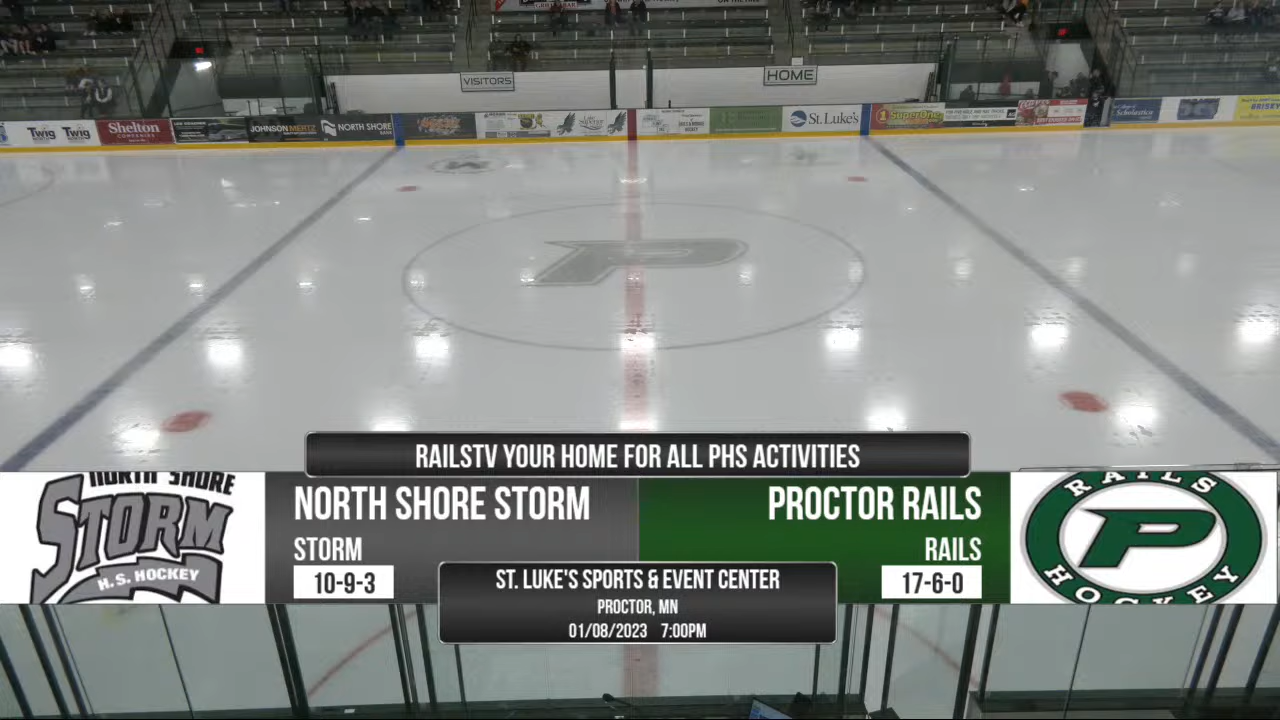 VISITORS
HOME
Twig Twig
Shelton
JOHNSON MERTZ
NORTH SHORE
BANK
St. Luke's
SuperOne
P
RAILSTV YOUR HOME FOR ALL PHS ACTIVITIES
NORTH SHORE
STORM
H.S. HOCKEY
NORTH SHORE STORM
STORM
10-9-3
PROCTOR RAILS
RAILS
17-6-0
RAILS
P
HOCKEY
ST. LUKE'S SPORTS & EVENT CENTER
PROCTOR, MN
01/08/2023 7:00PM